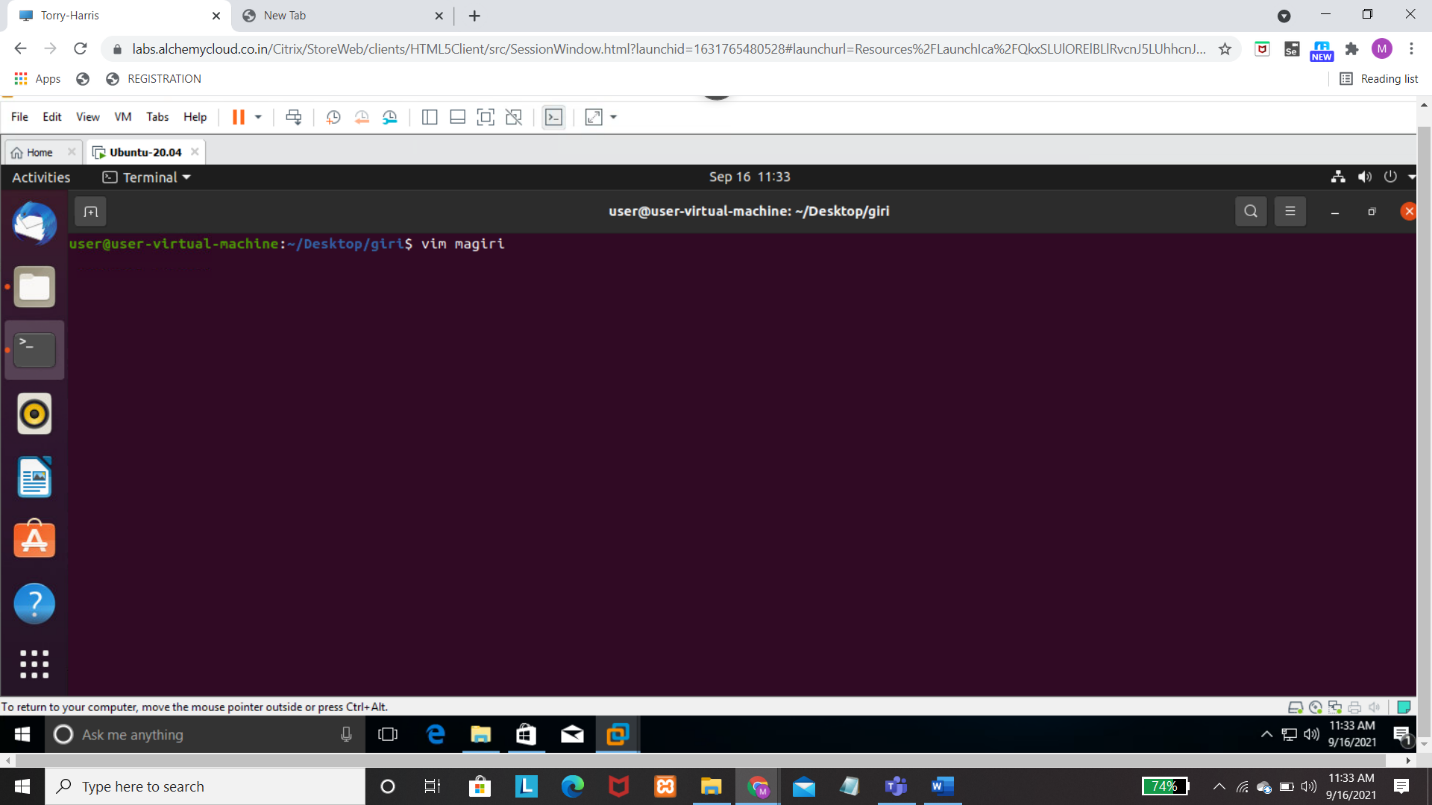 Torry-Harris
New Tab
labs.alchemycloud.co.in/Citrix/StoreWeb/clients/HTML5Client/src/SessionWindow.html?launchid=1631765480528#launchurl=Resources%2FLaunchIca%2FQkxSLUlORElBLlRvcnJ5LUhhcnJ...
Se
NEW
M
Apps
REGISTRATION
Reading list
File Edit View VM Tabs Help
Home
Ubuntu-20.04
Activities
Terminal
Sep 16 11:33
user@user-virtual-machine: ~/Desktop/giri
user@user-virtual-machine:~/Desktop/giri$ vim magiri
To return to your computer, move the mouse pointer outside or press Ctrl+Alt.
Ask me anything
11:33 AM
9/16/2021
1
Type here to search
L
M
W
74%
11:33 AM
9/16/2021